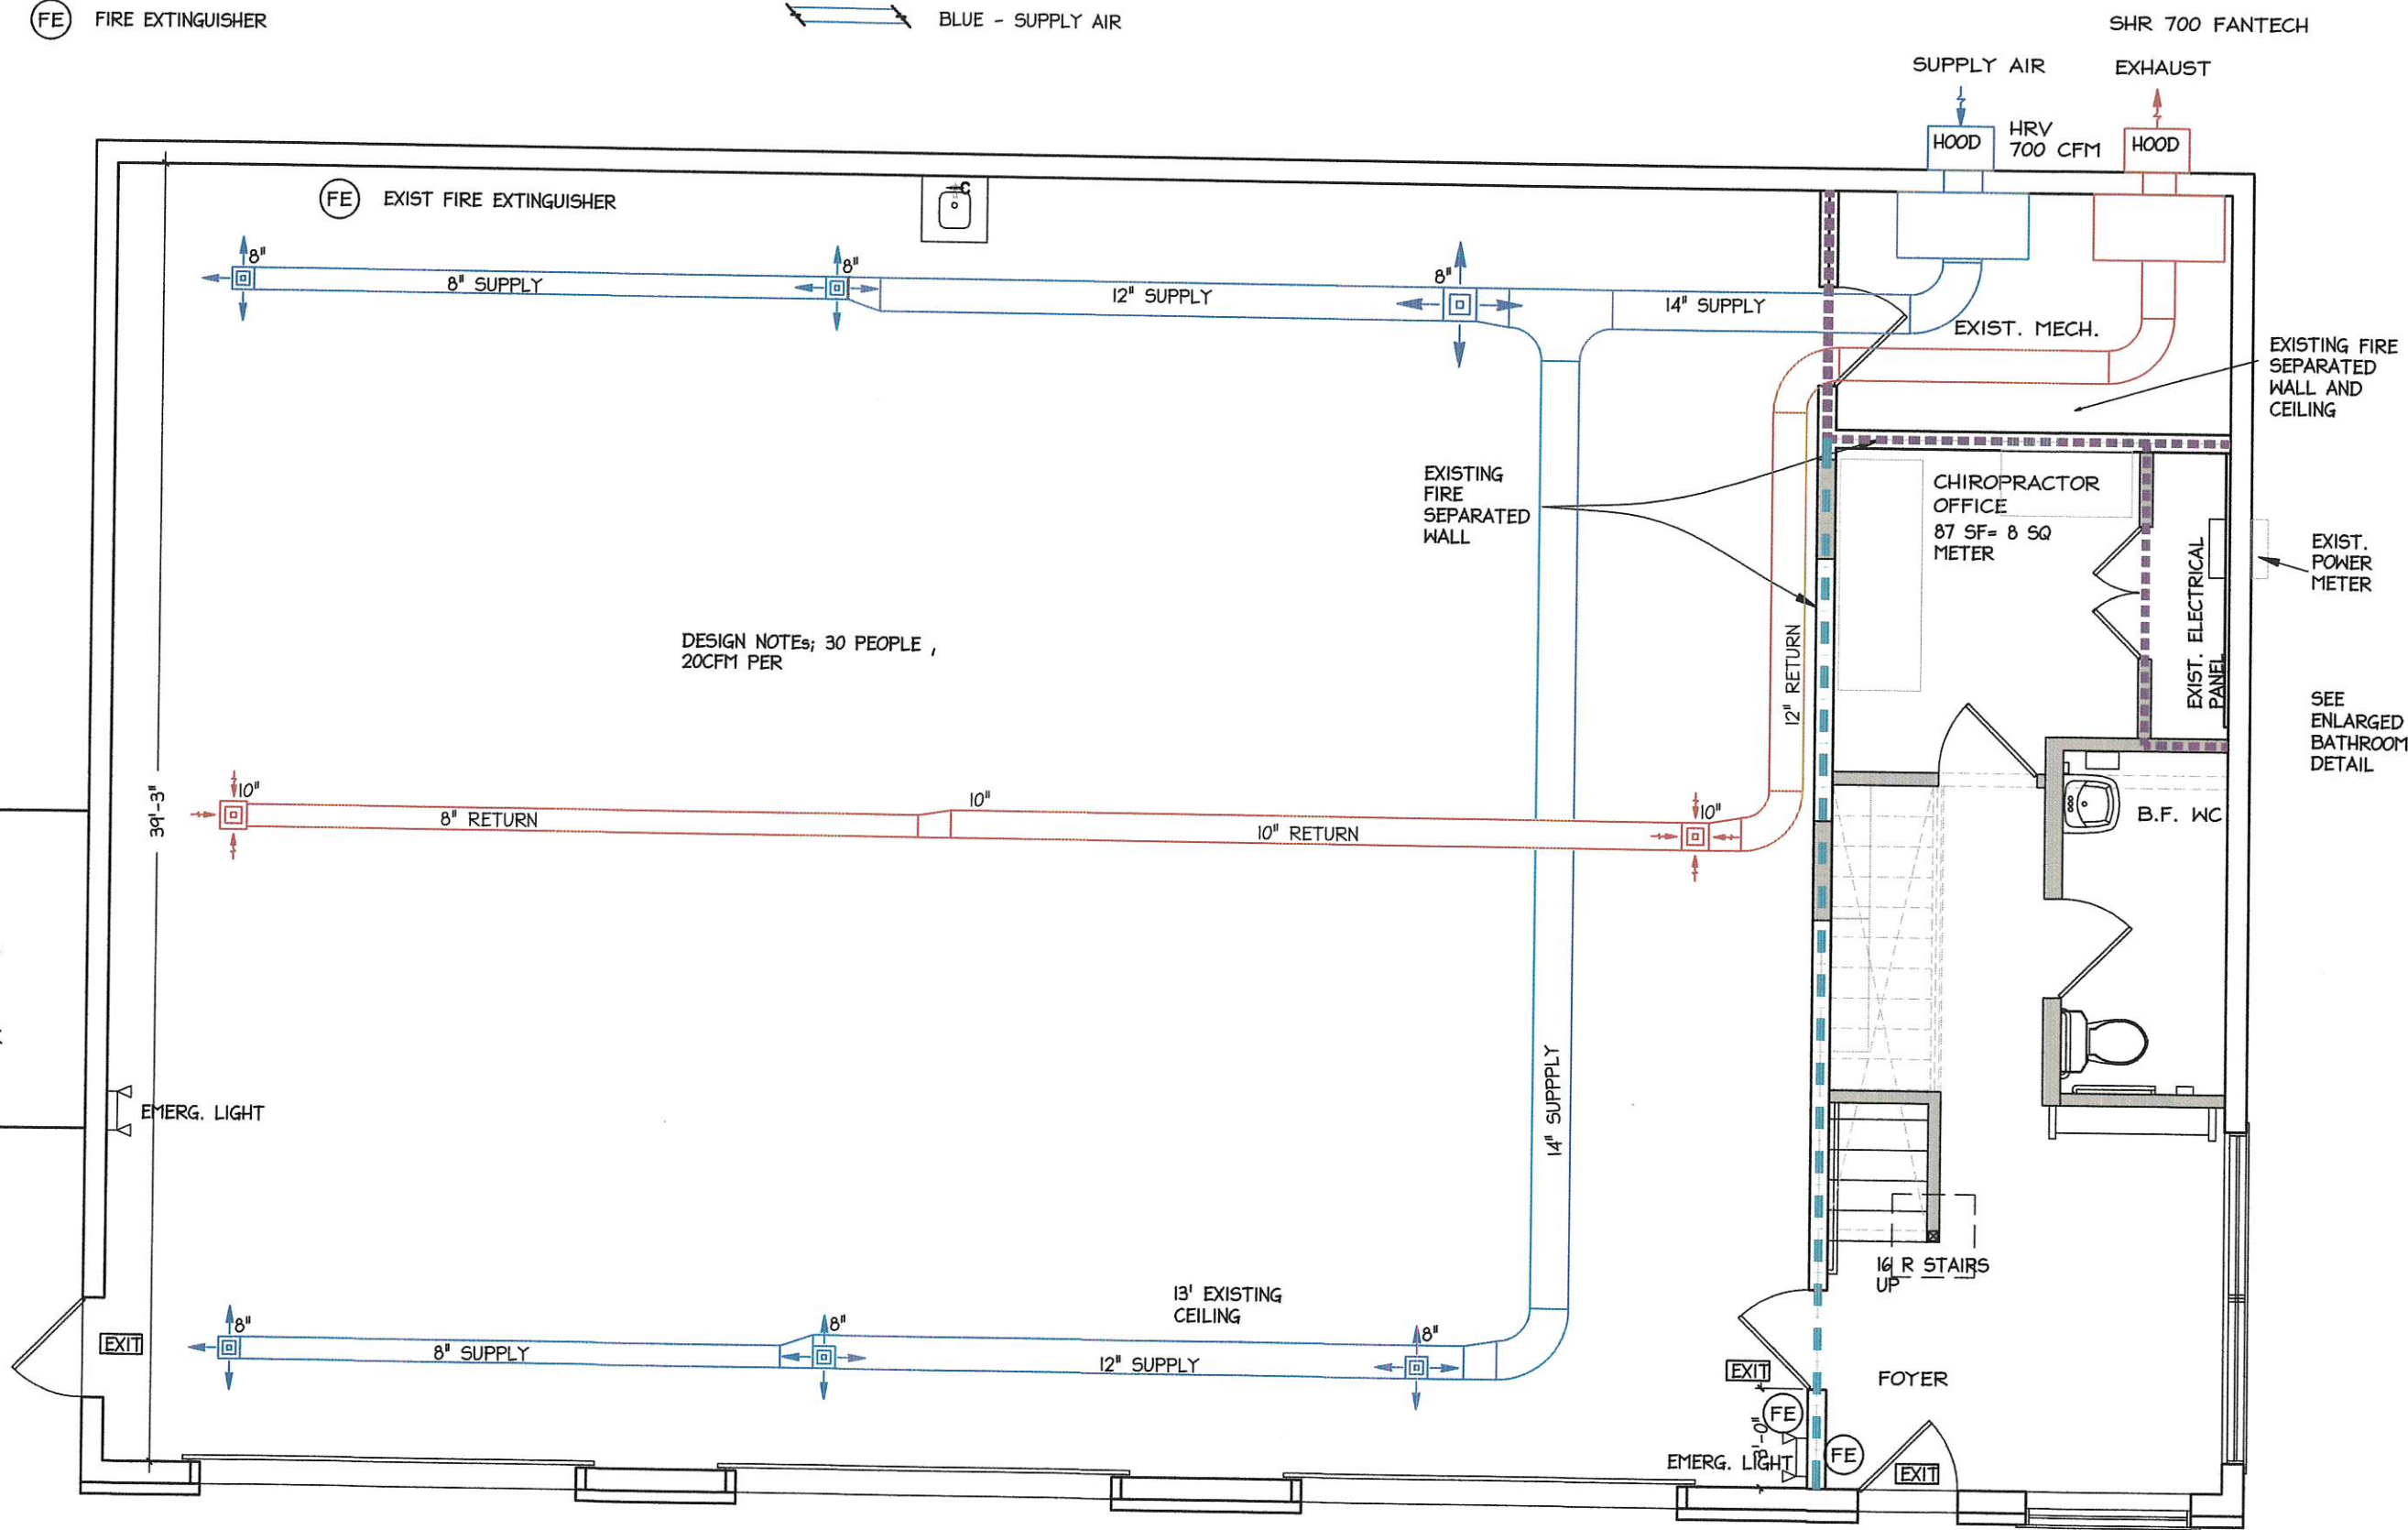 FE FIRE EXTINGUISHER
BLUE - SUPPLY AIR
SHR 700 FANTECH
SUPPLY AIR
EXHAUST
HOOD
HRV
700 CFM
HOOD
FE EXIST FIRE EXTINGUISHER
8"
8" SUPPLY
8"
12" SUPPLY
8"
14" SUPPLY
EXIST. MECH.
EXISTING FIRE
SEPARATED
WALL AND
CEILING
EXISTING
FIRE
SEPARATED
WALL
CHIROPRACTOR
OFFICE
87 SF= 8 SQ
METER
EXIST. ELECTRICAL
PANEL
EXIST.
POWER
METER
DESIGN NOTEs; 30 PEOPLE ,
20CFM PER
12" RETURN
SEE
ENLARGED
BATHROOM
DETAIL
39'-3"
10"
8" RETURN
10"
10" RETURN
10"
B.F. WC
EMERG. LIGHT
14" SUPPLY
16 R STAIRS
UP
13' EXISTING
CEILING
EXIT
8"
8" SUPPLY
8"
12" SUPPLY
8"
EXIT
FOYER
FE
3'-0"
EMERG. LIGHT
FE
EXIT